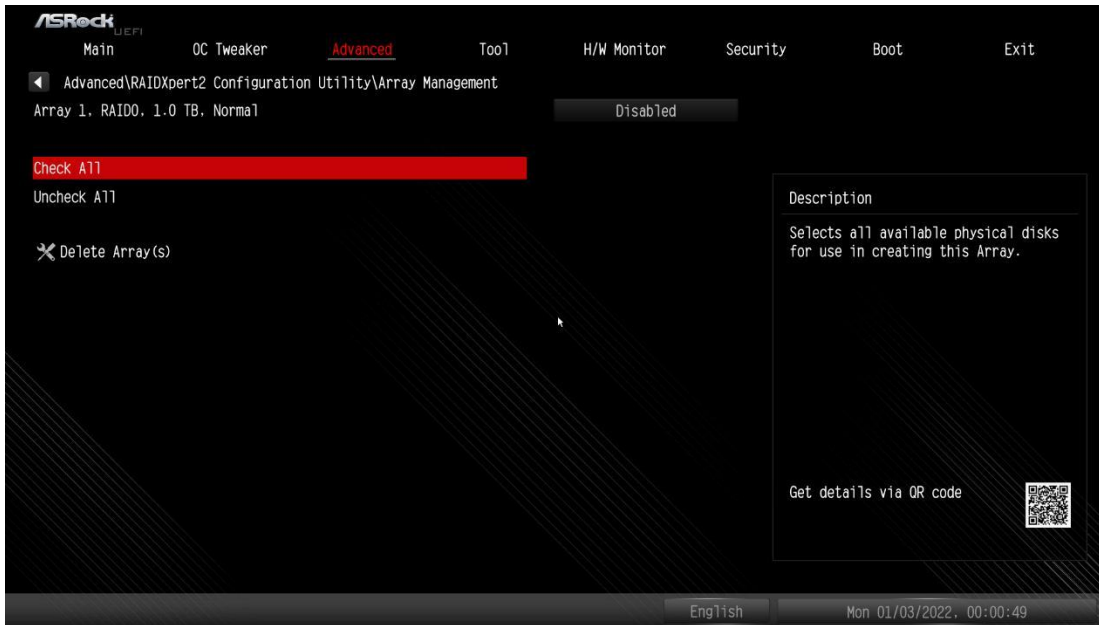 ASRock UEFI
Main OC Tweaker Advanced Tool H/W Monitor Security Boot Exit
Advanced\RAIDXpert2 Configuration Utility\Array Management
Array 1, RAID0, 1.0 TB, Normal Disabled
Check All
Uncheck All
Delete Array(s)
Description
Selects all available physical disks
for use in creating this Array.
Get details via QR code
English Mon 01/03/2022, 00:00:49